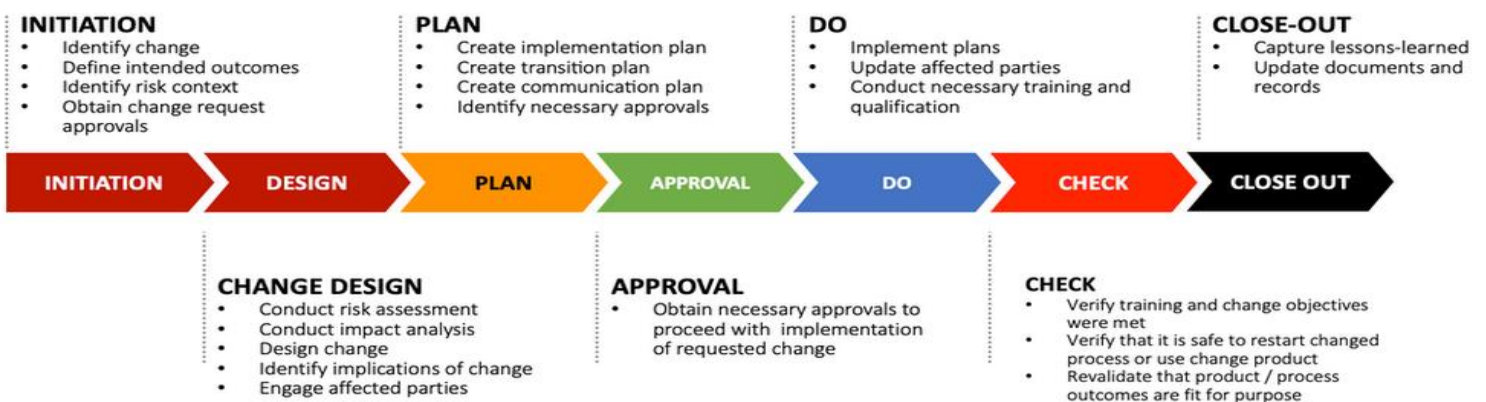 INITIATION
• Identify change
• Define intended outcomes
• Identify risk context
• Obtain change request
approvals
PLAN
• Create implementation plan
• Create transition plan
• Create communication plan
• Identify necessary approvals
DO
• Implement plans
• Update affected parties
• Conduct necessary training and
qualification
CLOSE-OUT
• Capture lessons-learned
• Update documents and
records
INITIATION
DESIGN
PLAN
APPROVAL
DO
CHECK
CLOSE OUT
CHANGE DESIGN
• Conduct risk assessment
• Conduct impact analysis
• Design change
• Identify implications of change
• Engage affected parties
APPROVAL
• Obtain necessary approvals to
proceed with implementation
of requested change
CHECK
• Verify training and change objectives
were met
• Verify that it is safe to restart changed
process or use change product
• Revalidate that product / process
outcomes are fit for purpose